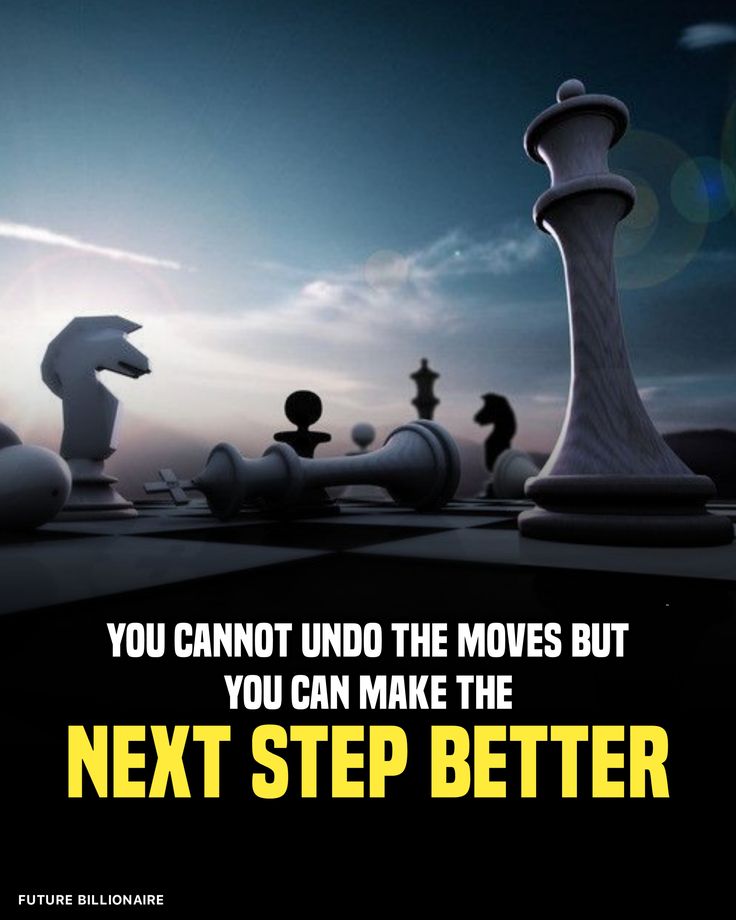 YOU CANNOT UNDO THE MOVES BUT
YOU CAN MAKE THE
NEXT STEP BETTER
FUTURE BILLIONAIRE